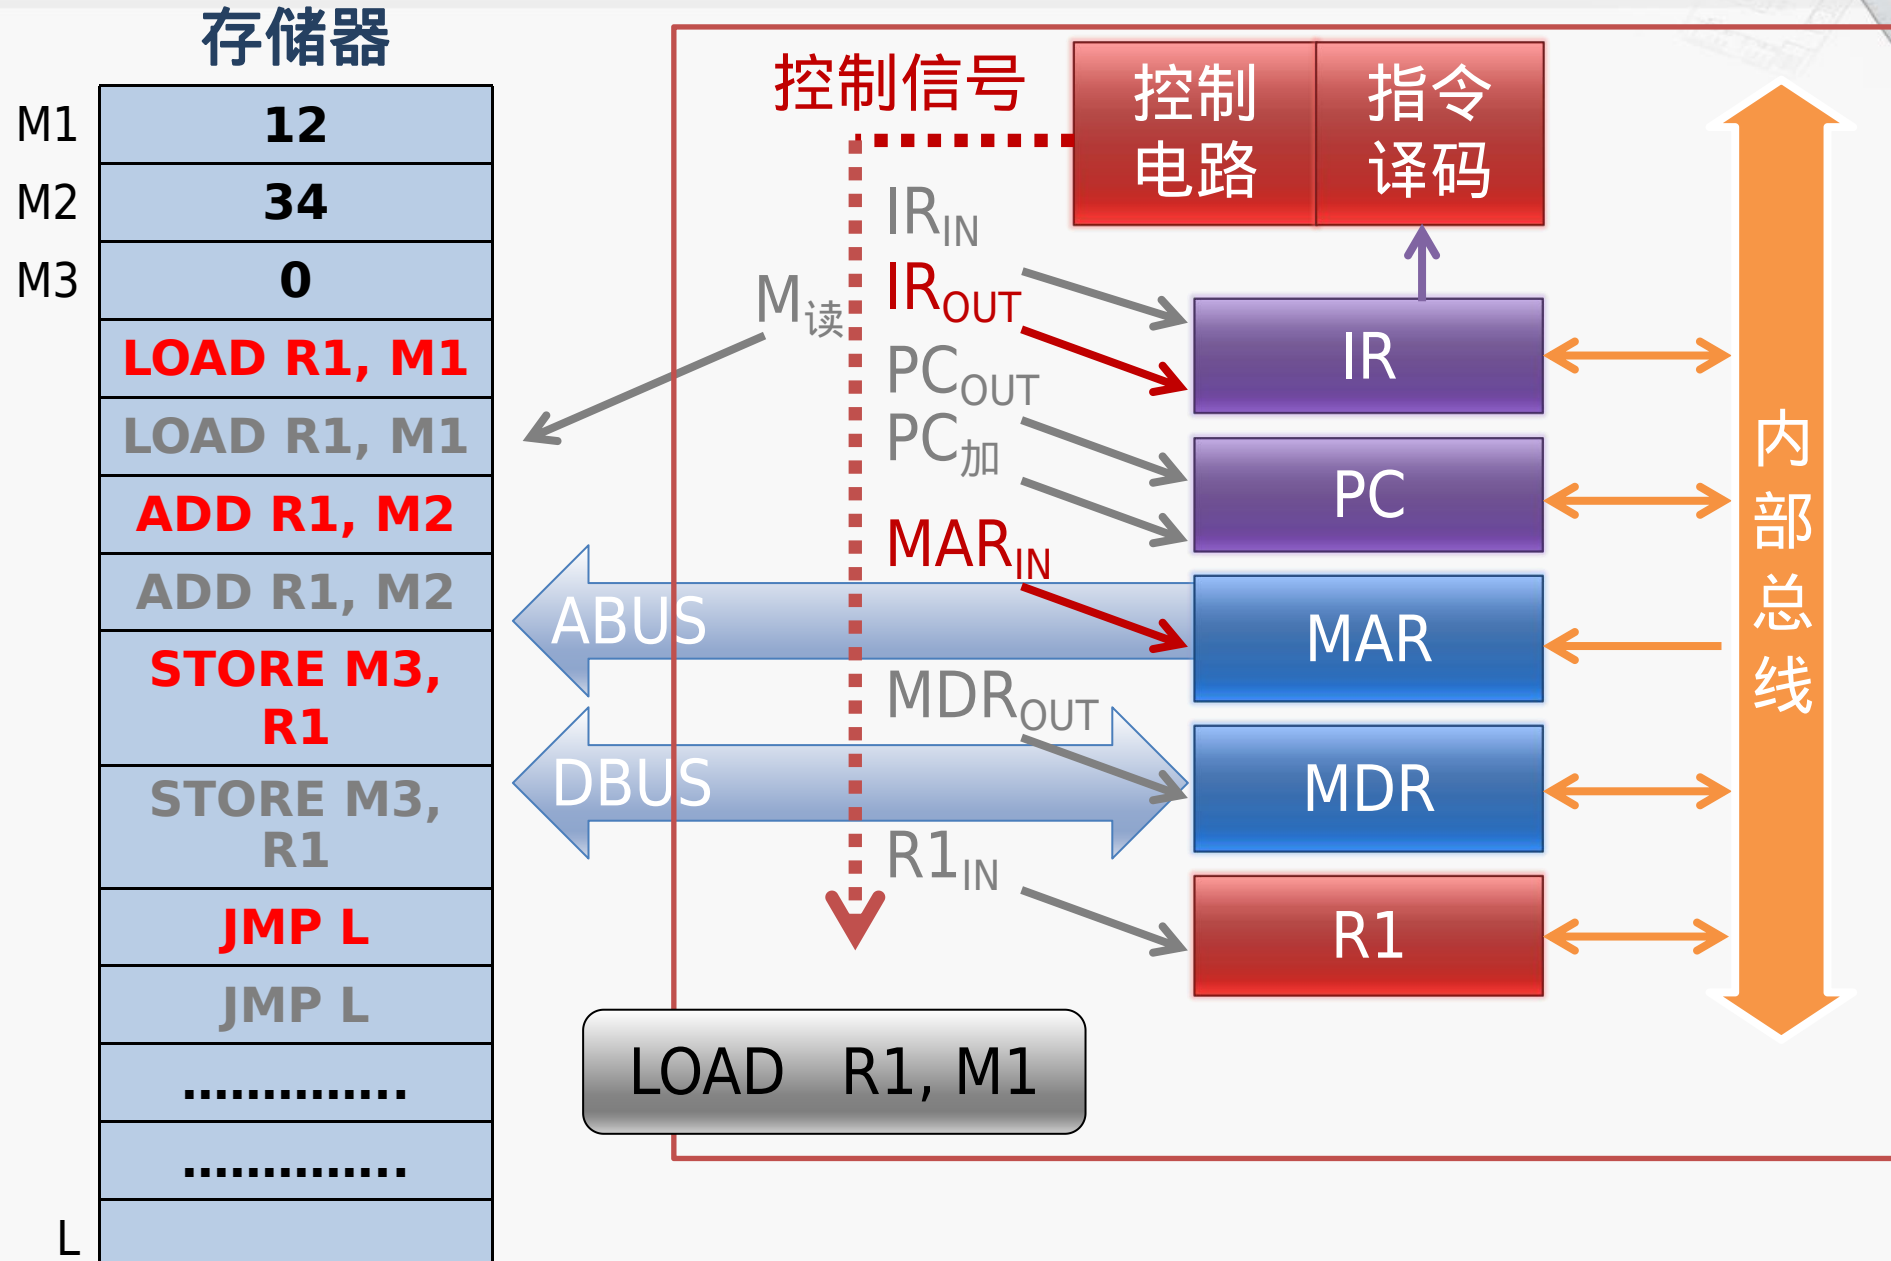 存储器
M1
12
M2
34
M3
0
LOAD R1, M1
LOAD R1, M1
ADD R1, M2
ADD R1, M2
STORE M3,
R1
STORE M3,
R1
JMP L
JMP L
..............
..............
L
控制信号
控制
电路
指令
译码
M读
IRIN
IROUT
PCOUT
PC加
MARIN
MDROUT
R1IN
ABUS
DBUS
IR
PC
MAR
MDR
R1
内
部
总
线
LOAD R1, M1